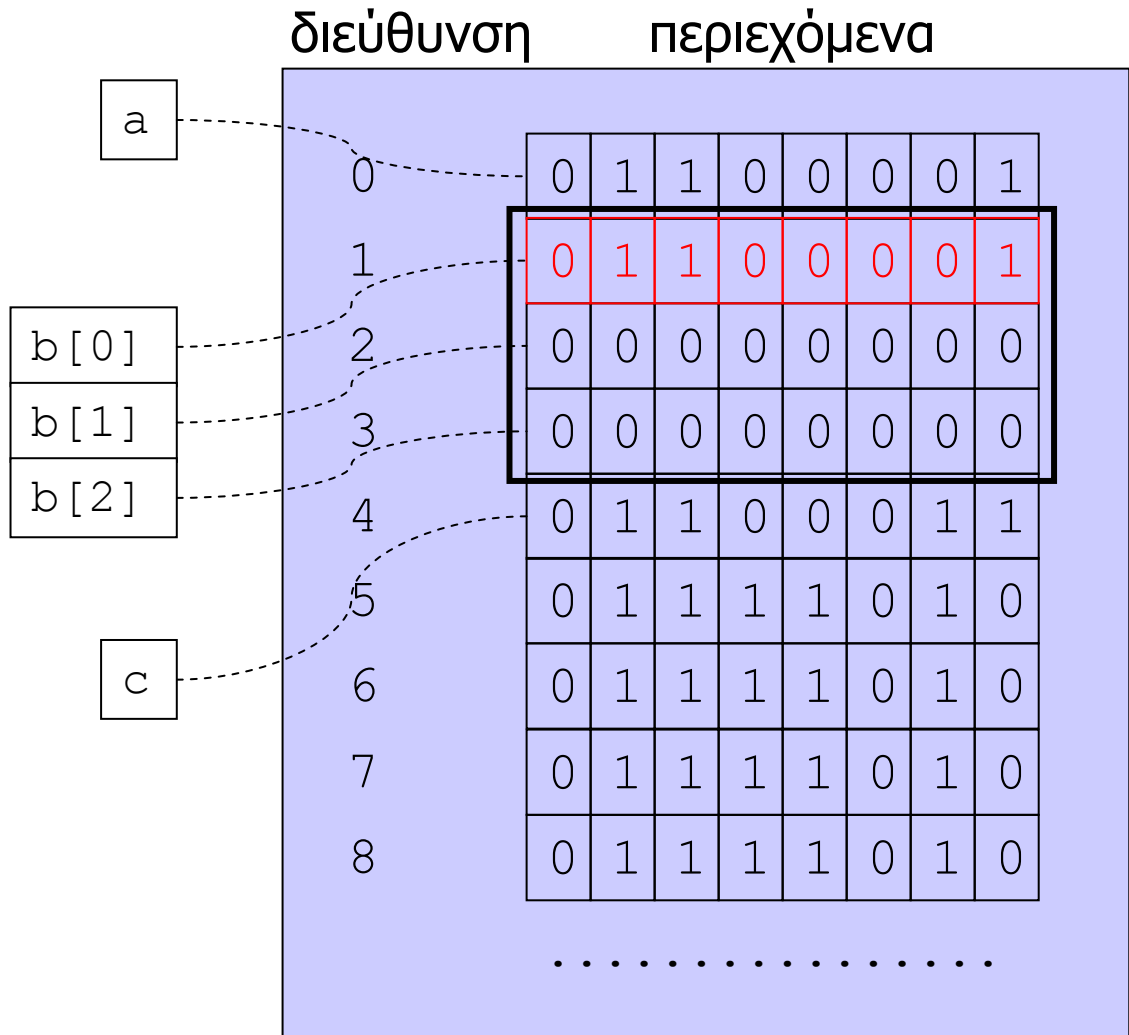 διεύθυνση περιεχόμενα
a
0 0 1 1 0 0 0 0 1
1 0 1 1 0 0 0 0 1
b[0]
2 0 0 0 0 0 0 0 0
b[1]
3 0 0 0 0 0 0 0 0
b[2]
4 0 1 1 0 0 0 1 1
5 0 1 1 1 1 0 1 0
c
6 0 1 1 1 1 0 1 0
7 0 1 1 1 1 0 1 0
8 0 1 1 1 1 0 1 0
. . . . . . . . . . . . . . . .